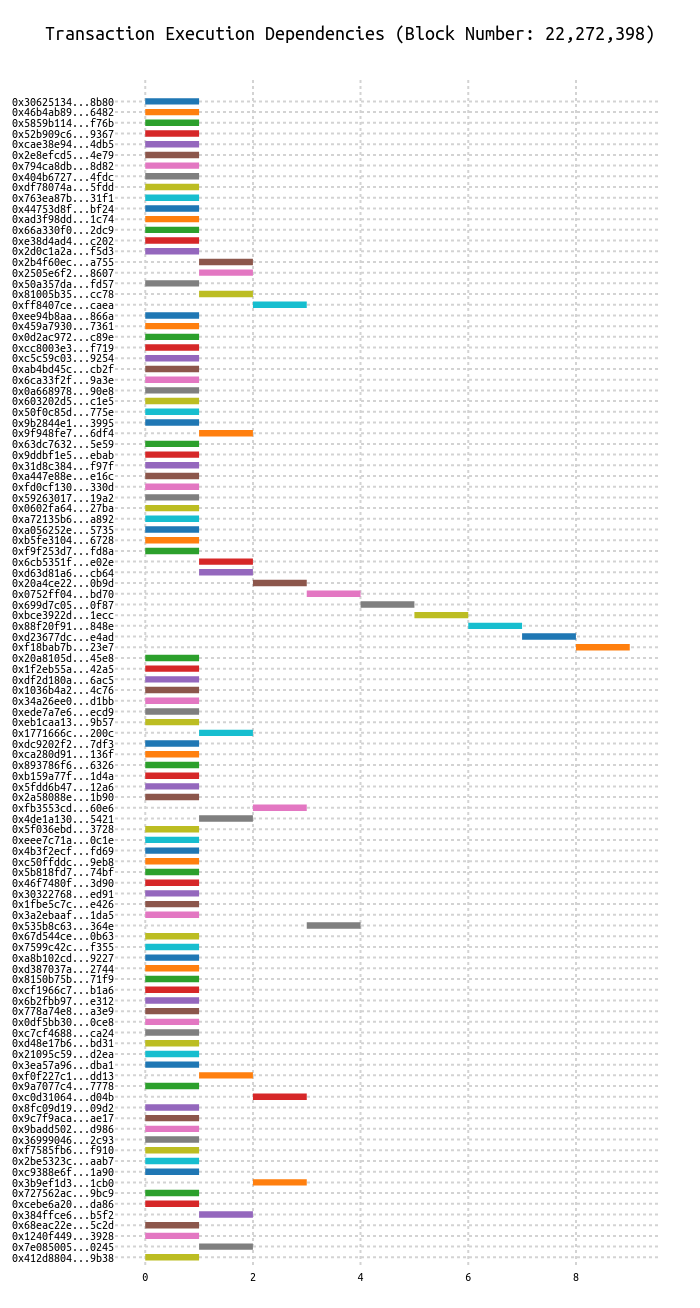 Transaction Execution Dependencies (Block Number: 22,272,398)
0x30625134...8b80
0x46b4ab89...6482
0x5859b114...f76b
0x52b909c6...9367
0xcae38e94...4db5
0x2e8efcd5...4e79
0x794ca8db...8d82
0x404b6727...4fdc
0xdf78074a...5fdd
0x763ea87b...31f1
0x44753d8f...bf24
0xad3f98dd...1c74
0x66a330f0...2dc9
0xe38d4ad4...c202
0x2d0c1a2a...f5d3
0x2b4f60ec...a755
0x2505e6f2...8607
0x50a357da...fd57
0x81005b35...cc78
0xff8407ce...caea
0xee94b8aa...866a
0x459a7930...7361
0x0d2ac972...c89e
0xcc8003e3...f719
0xc5c59c03...9254
0xab4bd45c...cb2f
0x6ca33f2f...9a3e
0x0a668978...90e8
0x603202d5...c1e5
0x50f0c85d...775e
0x9b2844e1...3995
0x9f948fe7...6df4
0x63dc7632...5e59
0x9ddbf1e5...ebab
0x31d8c384...f97f
0xa447e88e...e16c
0xfd0cf130...330d
0x59263017...19a2
0x0602fa64...27ba
0xa72135b6...a892
0xa056252e...5735
0xb5fe3104...6728
0xf9f253d7...fd8a
0x6cb5351f...e02e
0xd63d81a6...cb64
0x20a4ce22...0b9d
0x0752ff04...bd70
0x699d7c05...0f87
0xbce3922d...1ecc
0x88f20f91...848e
0xd23677dc...e4ad
0xf18bab7b...23e7
0x20a8105d...45e8
0x1f2eb55a...42a5
0xdf2d180a...6ac5
0x1036b4a2...4c76
0x34a26ee0...d1bb
0xede7a7e6...ecd9
0xeb1caa13...9b57
0x1771666c...200c
0xdc9202f2...7df3
0xca280d91...136f
0x893786f6...6326
0xb159a77f...1d4a
0x5fdd6b47...12a6
0x2a58088e...1b90
0xfb3553cd...60e6
0x4de1a130...5421
0x5f036ebd...3728
0xeee7c71a...0c1e
0x4b3f2ecf...fd69
0xc50ffddc...9eb8
0x5b818fd7...74bf
0x46f7480f...3d90
0x30322768...ed91
0x1fbe5c7c...e426
0x3a2ebaaf...1da5
0x535b8c63...364e
0x67d544ce...0b63
0x7599c42c...f355
0xa8b102cd...9227
0xd387037a...2744
0x8150b75b...71f9
0xcf1966c7...b1a6
0x6b2fbb97...e312
0x778a74e8...a3e9
0x0df5bb30...0ce8
0xc7cf4688...ca24
0xd48e17b6...bd31
0x21095c59...d2ea
0x3ea57a96...dba1
0xf0f227c1...dd13
0x9a7077c4...7778
0xc0d31064...d04b
0x8fc09d19...09d2
0x9c7f9aca...ae17
0x9badd502...d986
0x36999046...2c93
0xf7585fb6...f910
0x2be5323c...aab7
0xc9388e6f...1a90
0x3b9ef1d3...1cb0
0x727562ac...9bc9
0xcebe6a20...da86
0x384ffce6...b5f2
0x68eac22e...5c2d
0x1240f449...3928
0x7e085005...0245
0x412d8804...9b38
0 2 4 6 8